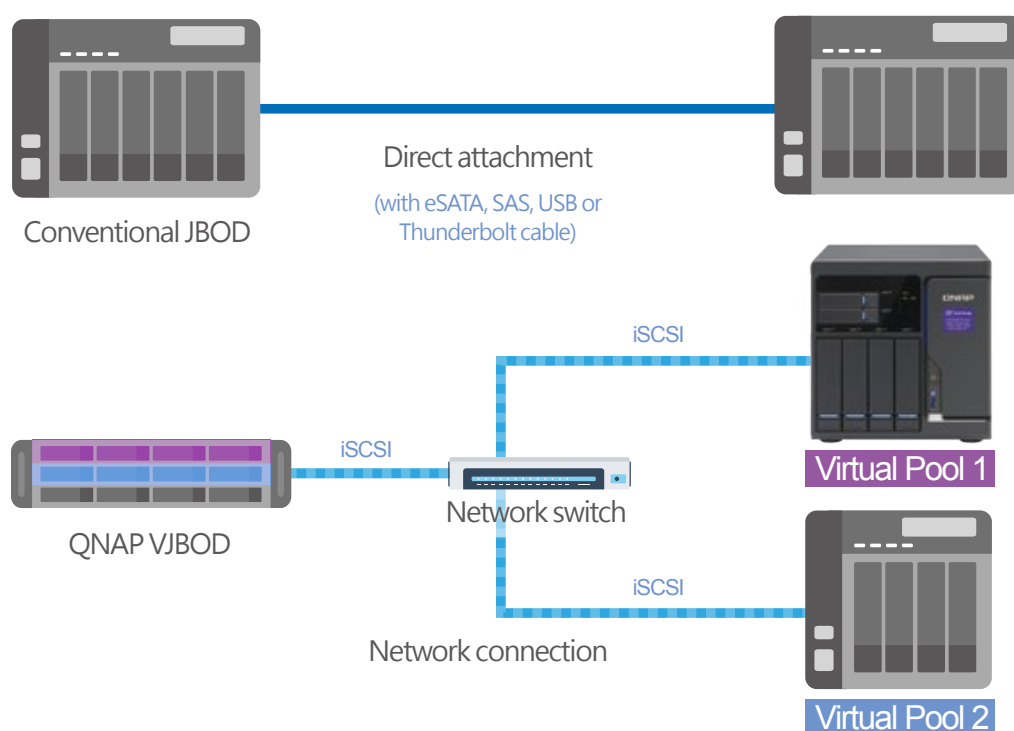 Direct attachment
(with eSATA, SAS, USB or
Thunderbolt cable)
Conventional JBOD
iSCSI
QNAP
iSCSI
Virtual Pool 1
Network switch
QNAP VJBOD
iSCSI
Network connection
Virtual Pool 2